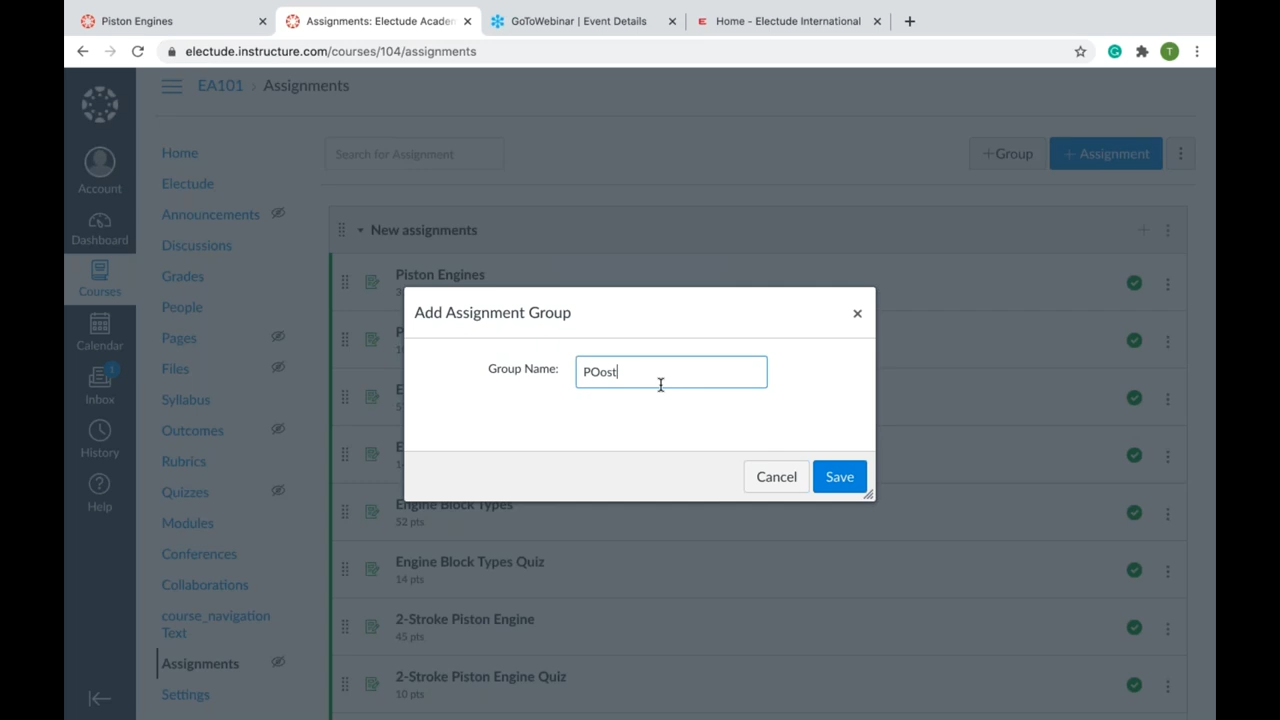 Piston Engines
Assignments: Electude Academ
GoToWebinar | Event Details
Home - Electude International
electude.instructure.com/courses/104/assignments
T
EA101 › Assignments
Account
Dashboard
Courses
Calendar
1
Inbox
History
Help
Home
Electude
Announcements
Discussions
Grades
People
Pages
Files
Syllabus
Outcomes
Rubrics
Quizzes
Modules
Conferences
Collaborations
course_navigation
Text
Assignments
Settings
Search for Assignment
+Group
+ Assignment
New assignments
Piston Engines
Add Assignment Group
Group Name:
POost
Cancel
Save
Engine Block Types
52 pts
Engine Block Types Quiz
14 pts
2-Stroke Piston Engine
45 pts
2-Stroke Piston Engine Quiz
10 pts